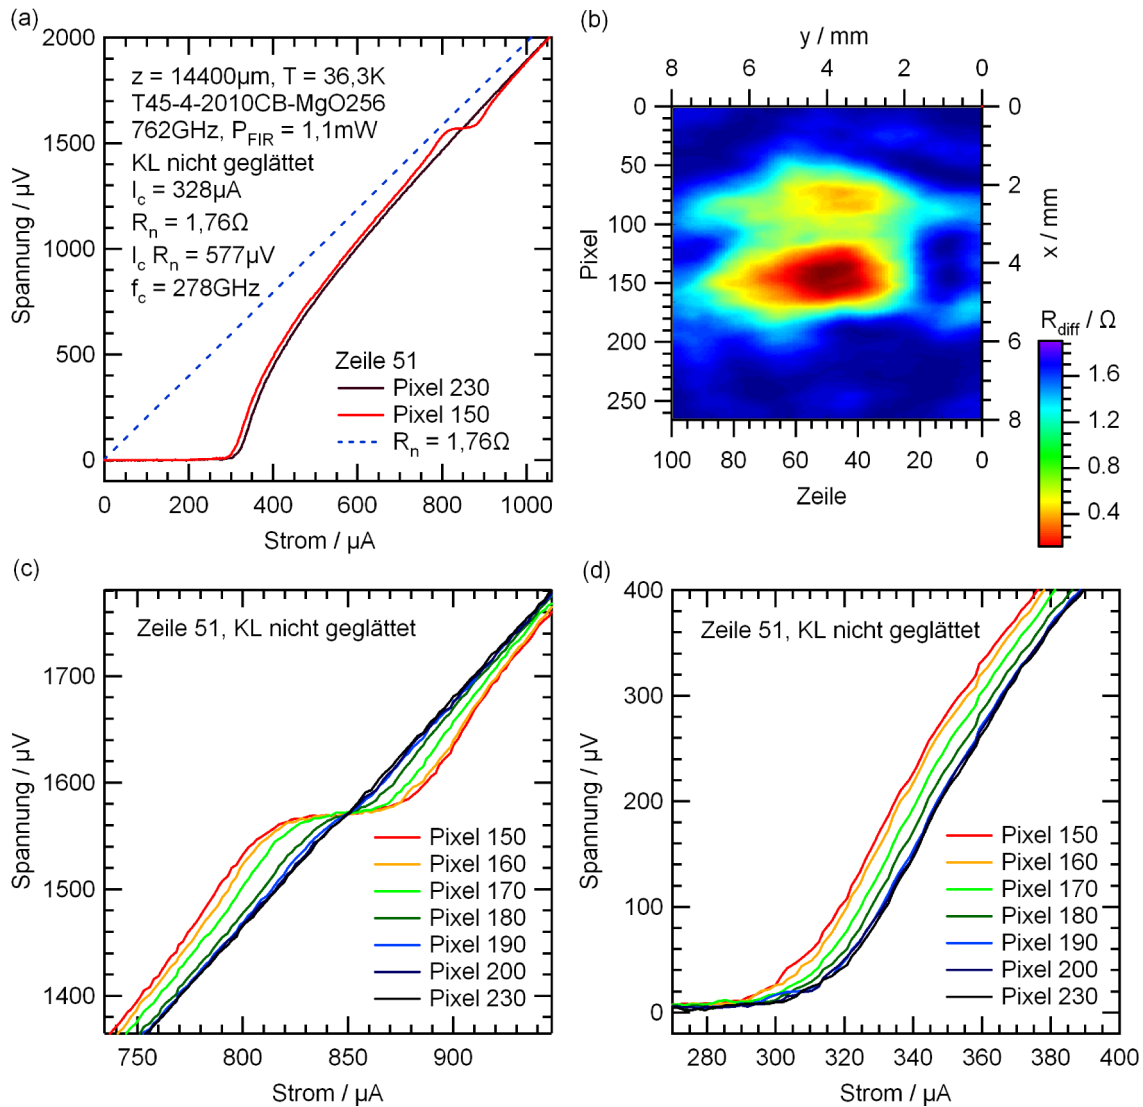 (a)
2000
1500
1000
500
0
Spannung / µV
0 200 400 600 800 1000
Strom / µA
z = 14400µm, T = 36,3K
T45-4-2010CB-MgO256
762GHz, P_FIR = 1,1mW
KL nicht geglättet
I_c = 328µA
R_n = 1,76Ω
I_c R_n = 577µV
f_c = 278GHz
Zeile 51
Pixel 230
Pixel 150
R_n = 1,76Ω
(b)
y / mm
8 6 4 2 0
0
50
100
150
200
250
Pixel
0
2
4
6
8
x / mm
100 80 60 40 20 0
Zeile
R_diff / Ω
1.6
1.2
0.8
0.4
(c)
Zeile 51, KL nicht geglättet
1700
1600
1500
1400
Spannung / µV
Pixel 150
Pixel 160
Pixel 170
Pixel 180
Pixel 190
Pixel 200
Pixel 230
750 800 850 900
Strom / µA
(d)
Zeile 51, KL nicht geglättet
400
300
200
100
0
Spannung / µV
Pixel 150
Pixel 160
Pixel 170
Pixel 180
Pixel 190
Pixel 200
Pixel 230
280 300 320 340 360 380 400
Strom / µA